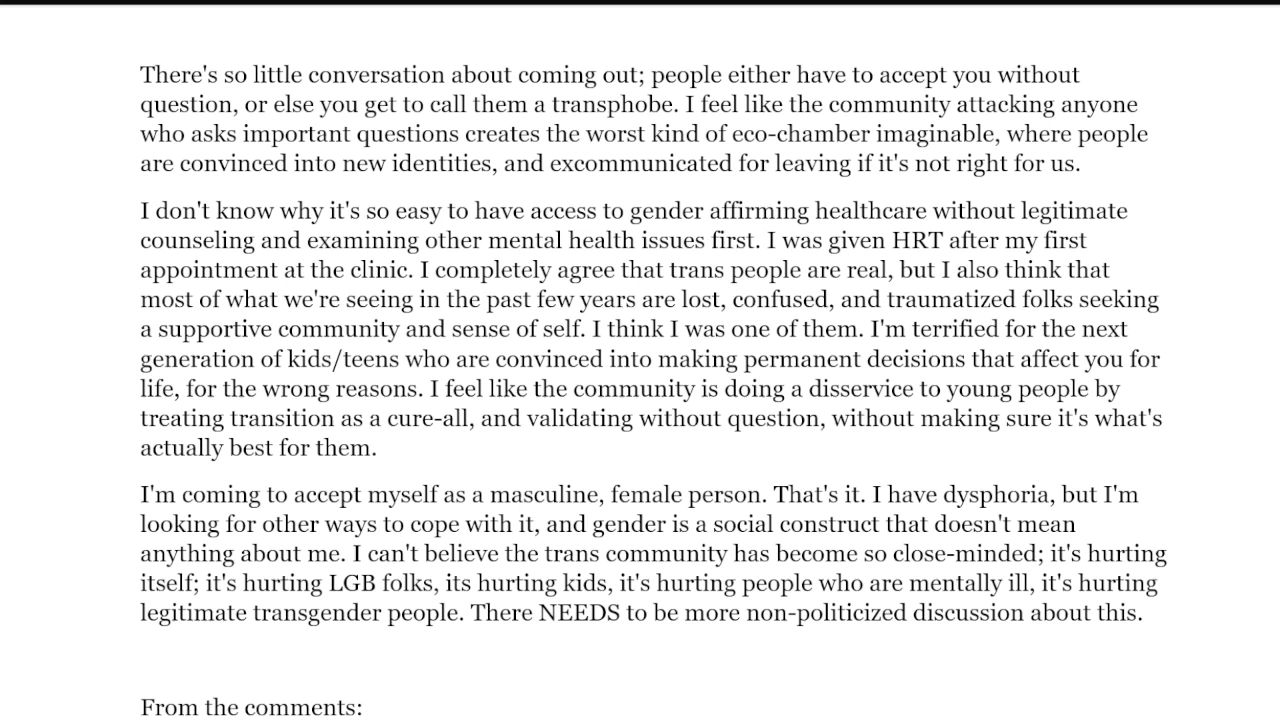 There's so little conversation about coming out; people either have to accept you without
question, or else you get to call them a transphobe. I feel like the community attacking anyone
who asks important questions creates the worst kind of eco-chamber imaginable, where people
are convinced into new identities, and excommunicated for leaving if it's not right for us.
I don't know why it's so easy to have access to gender affirming healthcare without legitimate
counseling and examining other mental health issues first. I was given HRT after my first
appointment at the clinic. I completely agree that trans people are real, but I also think that
most of what we're seeing in the past few years are lost, confused, and traumatized folks seeking
a supportive community and sense of self. I think I was one of them. I'm terrified for the next
generation of kids/teens who are convinced into making permanent decisions that affect you for
life, for the wrong reasons. I feel like the community is doing a disservice to young people by
treating transition as a cure-all, and validating without question, without making sure it's what's
actually best for them.
I'm coming to accept myself as a masculine, female person. That's it. I have dysphoria, but I'm
looking for other ways to cope with it, and gender is a social construct that doesn't mean
anything about me. I can't believe the trans community has become so close-minded; it's hurting
itself; it's hurting LGB folks, its hurting kids, it's hurting people who are mentally ill, it's hurting
legitimate transgender people. There NEEDS to be more non-politicized discussion about this.
From the comments: